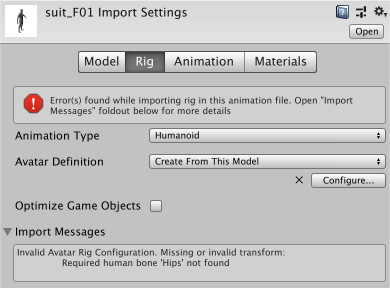 suit_F01 Import Settings
Open
Model Rig Animation Materials
Error(s) found while importing rig in this animation file. Open "Import
Messages" foldout below for more details
Animation Type Humanoid
Avatar Definition Create From This Model
Configure...
Optimize Game Objects
Import Messages
Invalid Avatar Rig Configuration. Missing or invalid transform:
Required human bone 'Hips' not found